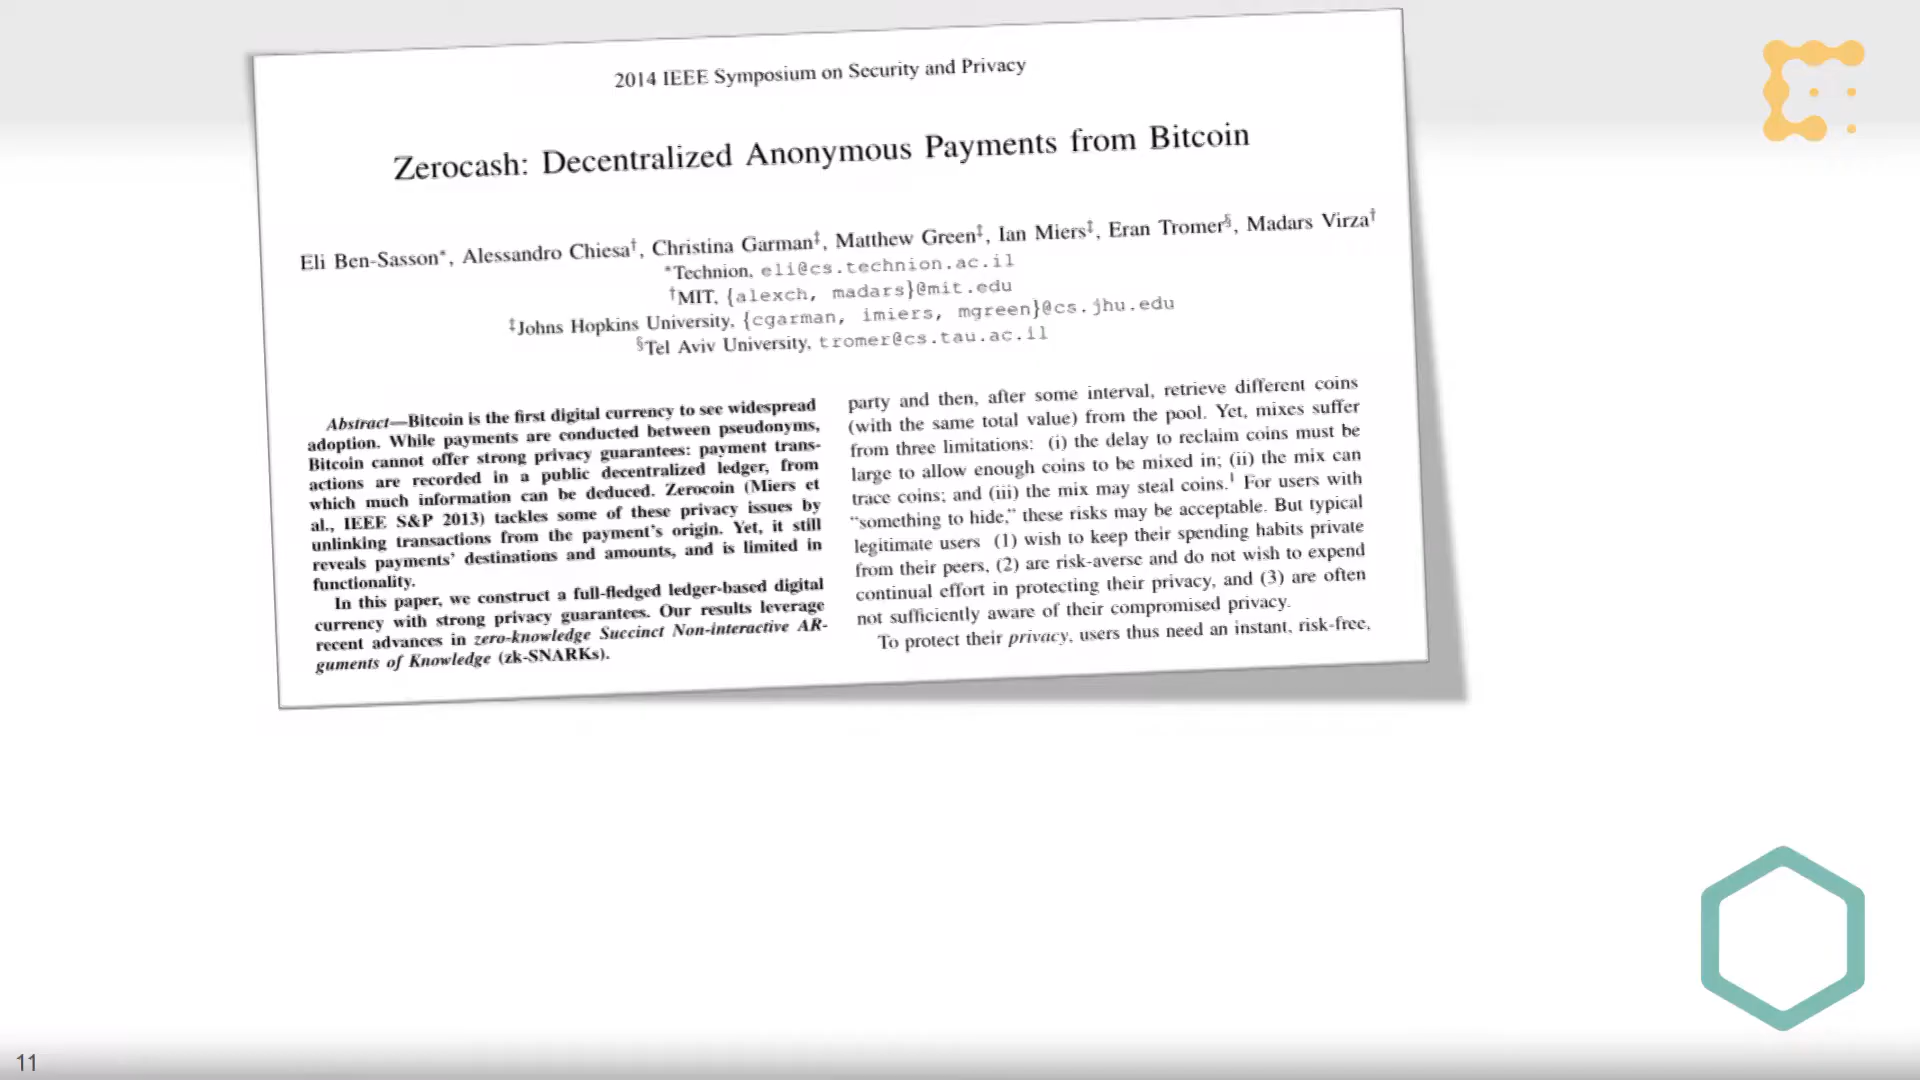 2014 IEEE Symposium on Security and Privacy
Zerocash: Decentralized Anonymous Payments from Bitcoin
Eli Ben-Sasson*, Alessandro Chiesa†, Christina Garman‡, Matthew Green‡, Ian Miers‡, Eran Tromer§, Madars Virza†
*Technion, eli@cs.technion.ac.il
†MIT, {alexch, madars}@mit.edu
‡Johns Hopkins University, {cgarman, imiers, mgreen}@cs.jhu.edu
§Tel Aviv University, tromer@cs.tau.ac.il
Abstract—Bitcoin is the first digital currency to see widespread
adoption. While payments are conducted between pseudonyms,
Bitcoin cannot offer strong privacy guarantees: payment trans-
actions are recorded in a public decentralized ledger, from
which much information can be deduced. Zerocoin (Miers et
al., IEEE S&P 2013) tackles some of these privacy issues by
unlinking transactions from the payment's origin. Yet, it still
reveals payments' destinations and amounts, and is limited in
functionality.
In this paper, we construct a full-fledged ledger-based digital
currency with strong privacy guarantees. Our results leverage
recent advances in zero-knowledge Succinct Non-interactive AR-
guments of Knowledge (zk-SNARKs).
party and then, after some interval, retrieve different coins
(with the same total value) from the pool. Yet, mixes suffer
from three limitations: (i) the delay to reclaim coins must be
large to allow enough coins to be mixed in; (ii) the mix can
trace coins; and (iii) the mix may steal coins.¹ For users with
“something to hide,” these risks may be acceptable. But typical
legitimate users (1) wish to keep their spending habits private
from their peers, (2) are risk-averse and do not wish to expend
continual effort in protecting their privacy, and (3) are often
not sufficiently aware of their compromised privacy.
To protect their privacy, users thus need an instant, risk-free,
11